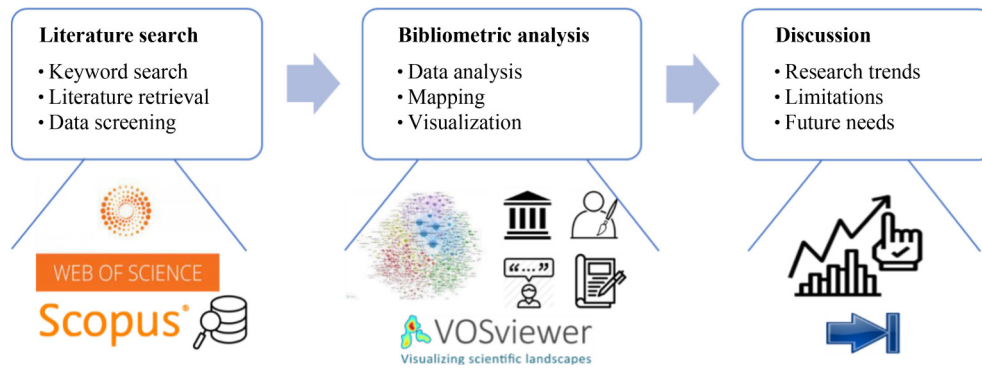 Literature search
• Keyword search
• Literature retrieval
• Data screening
Bibliometric analysis
• Data analysis
• Mapping
• Visualization
Discussion
• Research trends
• Limitations
• Future needs
WEB OF SCIENCE
Scopus®
“...”
VOSviewer
Visualizing scientific landscapes